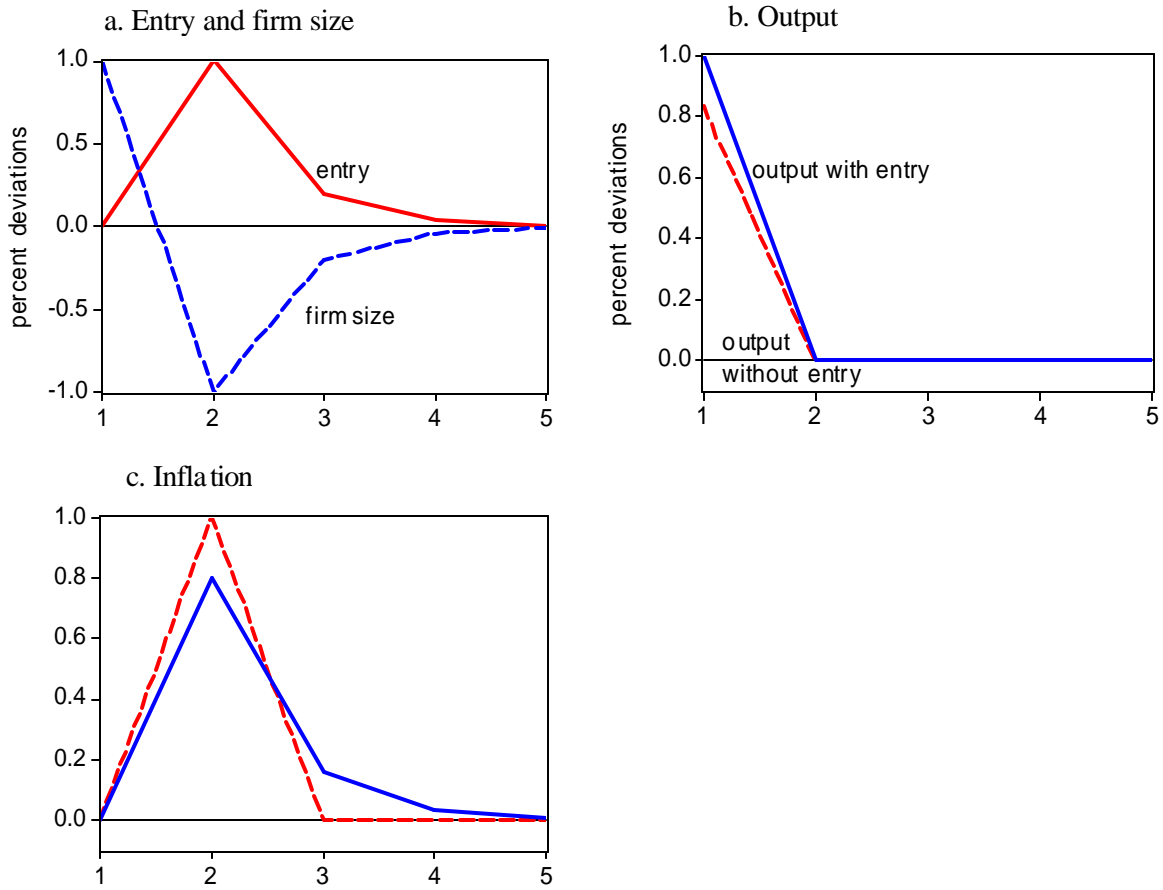 a. Entry and firm size
1.0
0.5
0.0
-0.5
-1.0
percent deviations
entry
firm size
1 2 3 4 5
b. Output
1.0
0.8
0.6
0.4
0.2
0.0
percent deviations
output with entry
output
without entry
1 2 3 4 5
c. Inflation
1.0
0.8
0.6
0.4
0.2
0.0
1 2 3 4 5